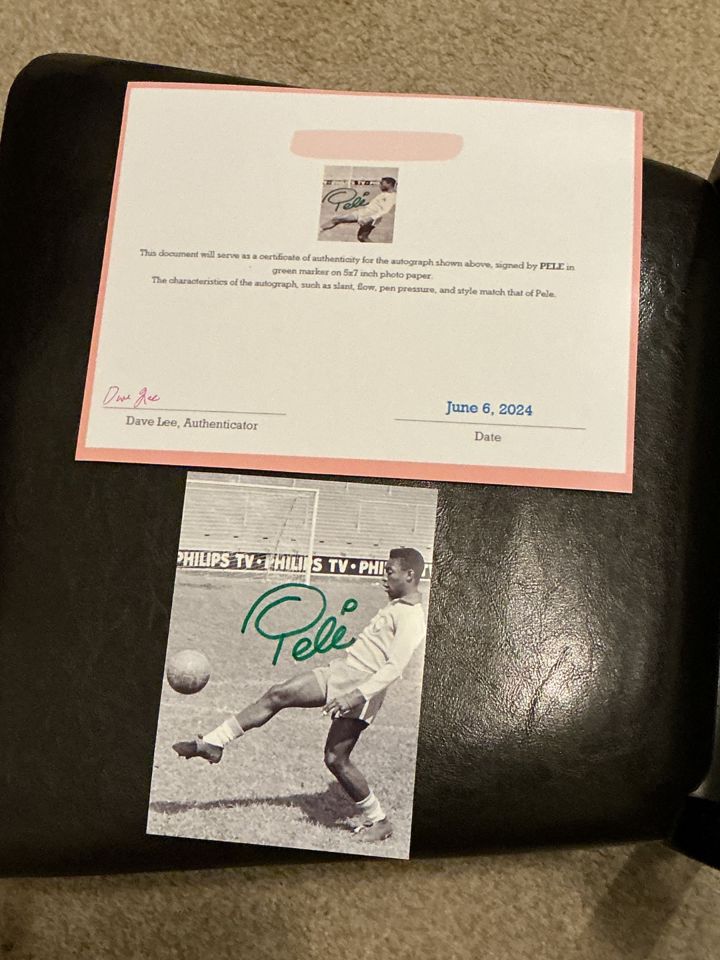 Pelé
This document will serve as a certificate of authenticity for the autograph shown above, signed by PELE in
green marker on 5x7 inch photo paper.
The characteristics of the autograph, such as slant, flow, pen pressure, and style match that of Pele.
Dave Lee
June 6, 2024
Dave Lee, Authenticator
Date
PHILIPS TV • PHILIPS TV • PHI
Pelé